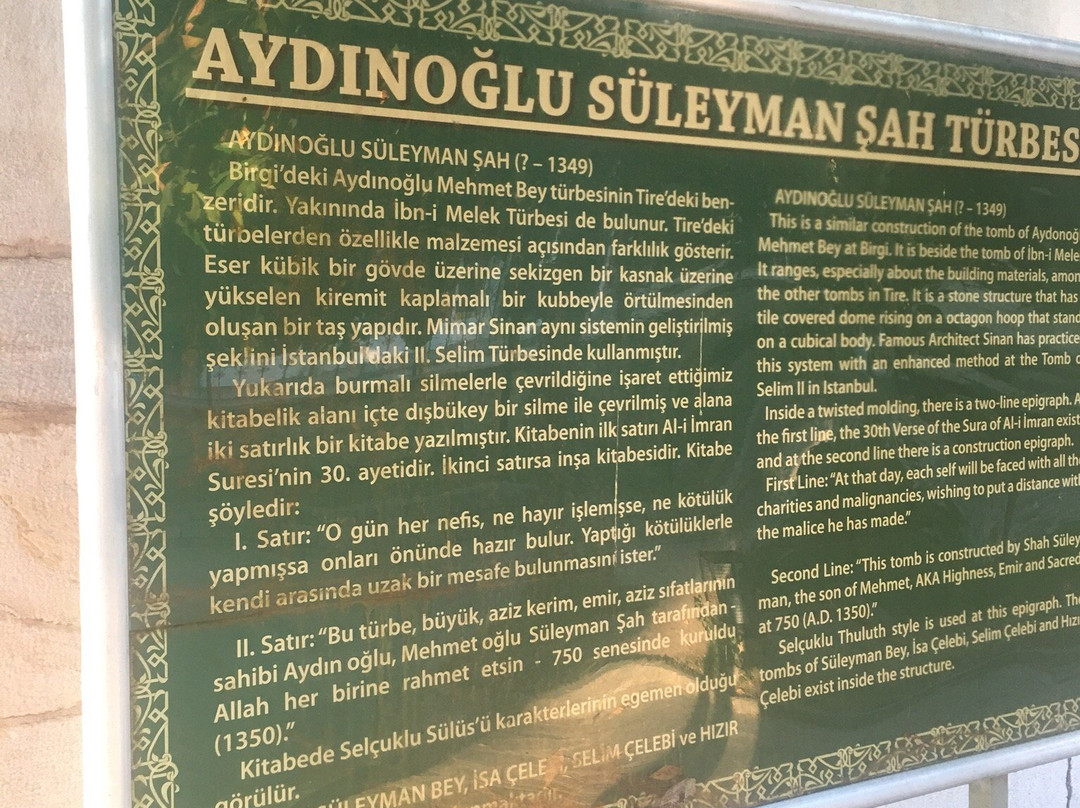 AYDINOĞLU SÜLEYMAN ŞAH TÜRBES
AYDINOĞLU SÜLEYMAN ŞAH (? – 1349)
Birgi’deki Aydınoğlu Mehmet Bey türbesinin Tire’deki ben-
zeridir. Yakınında İbn-i Melek Türbesi de bulunur. Tire’deki
türbelerden özellikle malzemesi açısından farklılık gösterir.
Eser kübik bir gövde üzerine sekizgen bir kasnak üzerine
yükselen kiremit kaplamalı bir kubbeyle örtülmesinden
oluşan bir taş yapıdır. Mimar Sinan aynı sistemin geliştirilmiş
şeklini İstanbul’daki II. Selim Türbesinde kullanmıştır.
Yukarıda burmalı silmelerle çevrildiğine işaret ettiğimiz
kitabelik alanı içte dışbükey bir silme ile çevrilmiş ve alana
iki satırlık bir kitabe yazılmıştır. Kitabenin ilk satırı Al-i İmran
Suresi’nin 30. ayetidir. İkinci satırsa inşa kitabesidir. Kitabe
şöyledir:
I. Satır: “O gün her nefis, ne hayır işlemişse, ne kötülük
yapmışsa onları önünde hazır bulur. Yaptığı kötülüklerle
kendi arasında uzak bir mesafe bulunmasını ister.”
II. Satır: “Bu türbe, büyük, aziz kerim, emir, aziz sıfatlarının
sahibi Aydın oğlu, Mehmet oğlu Süleyman Şah tarafından -
Allah her birine rahmet etsin - 750 senesinde kuruldu
(1350).”
Kitabede Selçuklu Sülüs’ü karakterlerinin egemen olduğu
görülür.
SÜLEYMAN BEY, İSA ÇELE , SELİM ÇELEBİ ve HIZIR
AYDINOĞLU SÜLEYMAN ŞAH (? – 1349)
This is a similar construction of the tomb of Aydonoğ
Mehmet Bey at Birgi. It is beside the tomb of İbn-i Mele
It ranges, especially about the building materials, amon
the other tombs in Tire. It is a stone structure that has
tile covered dome rising on a octagon hoop that stand
on a cubical body. Famous Architect Sinan has practice
this system with an enhanced method at the Tomb o
Selim II in Istanbul.
Inside a twisted molding, there is a two-line epigraph. A
the first line, the 30th Verse of the Sura of Al-i İmran exist
and at the second line there is a construction epigraph.
First Line: “At that day, each self will be faced with all the
charities and malignancies, wishing to put a distance with
the malice he has made.”
Second Line: “This tomb is constructed by Shah Süley
man, the son of Mehmet, AKA Highness, Emir and Sacred
at 750 (A.D. 1350).”
Selçuklu Thuluth style is used at this epigraph. The
tombs of Süleyman Bey, İsa Çelebi, Selim Çelebi and Hızı
Çelebi exist inside the structure.